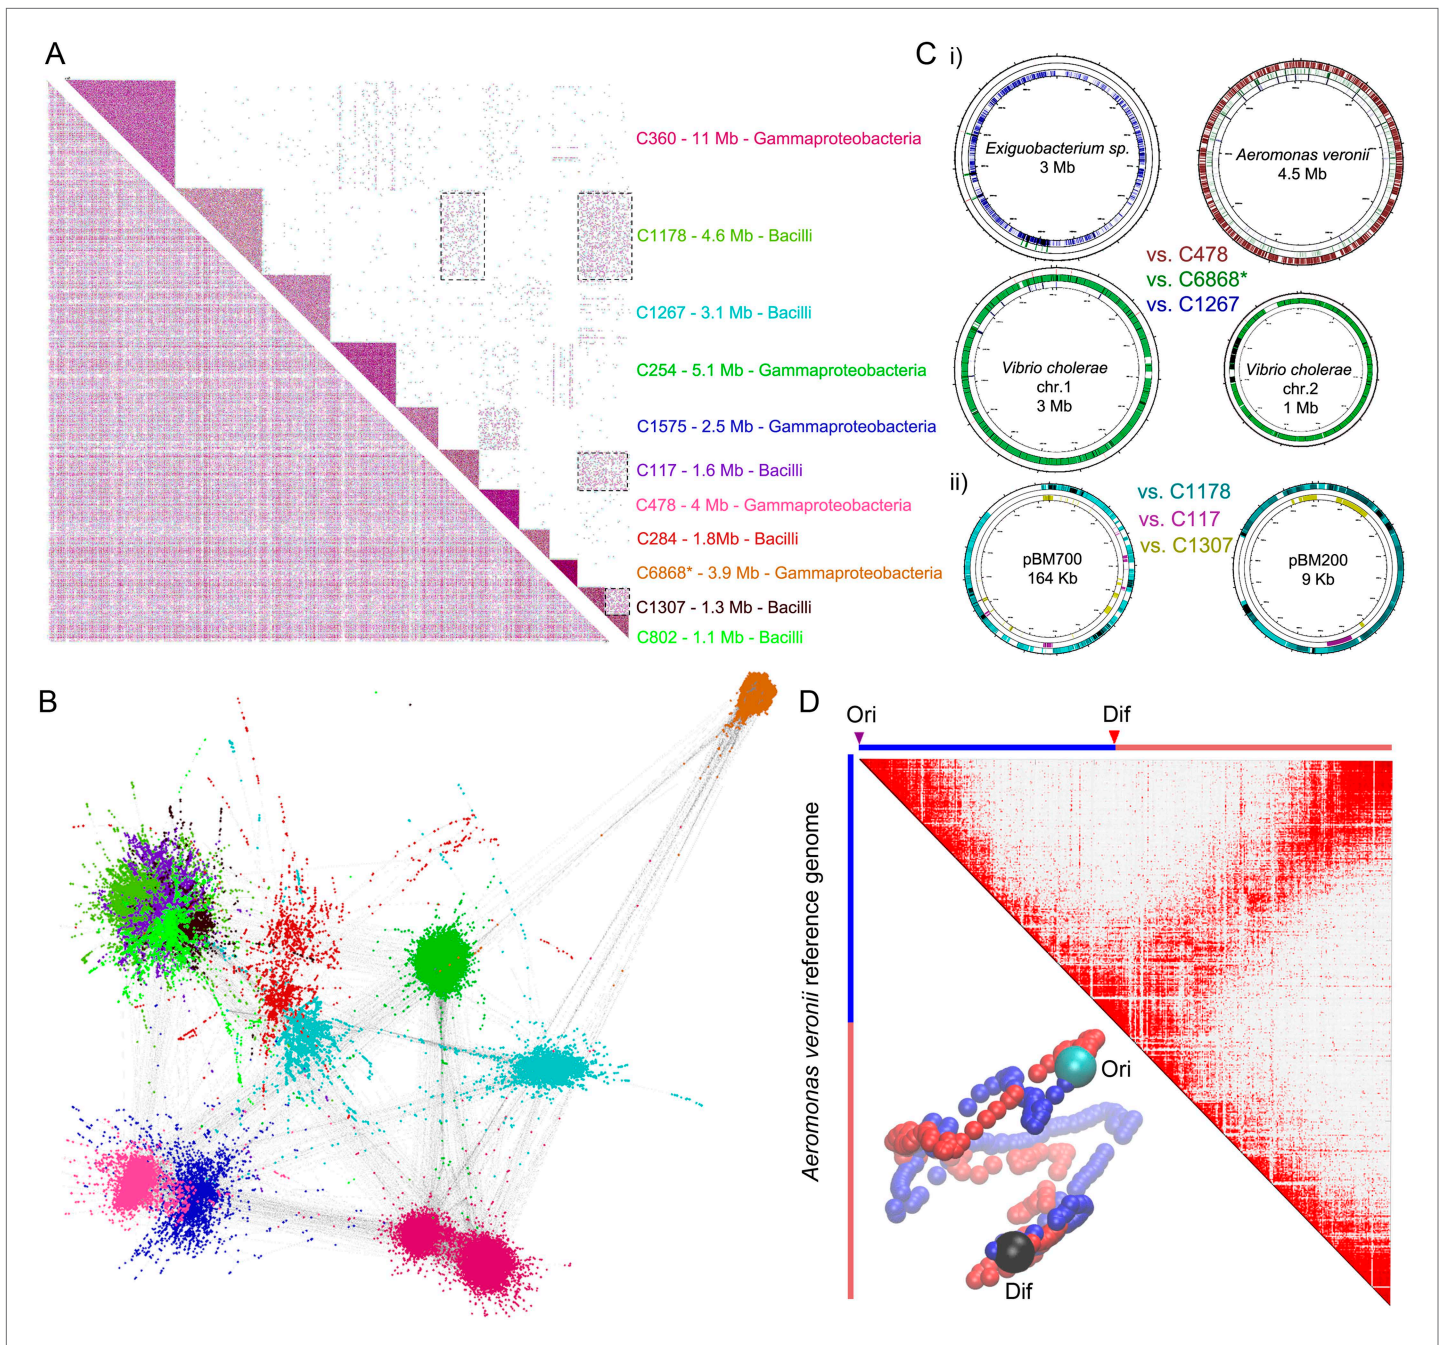 A
C360 - 11 Mb - Gammaproteobacteria
C1178 - 4.6 Mb - Bacilli
C1267 - 3.1 Mb - Bacilli
C254 - 5.1 Mb - Gammaproteobacteria
C1575 - 2.5 Mb - Gammaproteobacteria
C117 - 1.6 Mb - Bacilli
C478 - 4 Mb - Gammaproteobacteria
C284 - 1.8Mb - Bacilli
C6868* - 3.9 Mb - Gammaproteobacteria
C1307 - 1.3 Mb - Bacilli
C802 - 1.1 Mb - Bacilli
C i)
Exiguobacterium sp.
3 Mb
Aeromonas veronii
4.5 Mb
vs. C478
vs. C6868*
vs. C1267
Vibrio cholerae
chr.1
3 Mb
Vibrio cholerae
chr.2
1 Mb
ii)
pBM700
164 Kb
vs. C1178
vs. C117
vs. C1307
pBM200
9 Kb
B
D
Ori
Dif
Aeromonas veronii reference genome
Ori
Dif